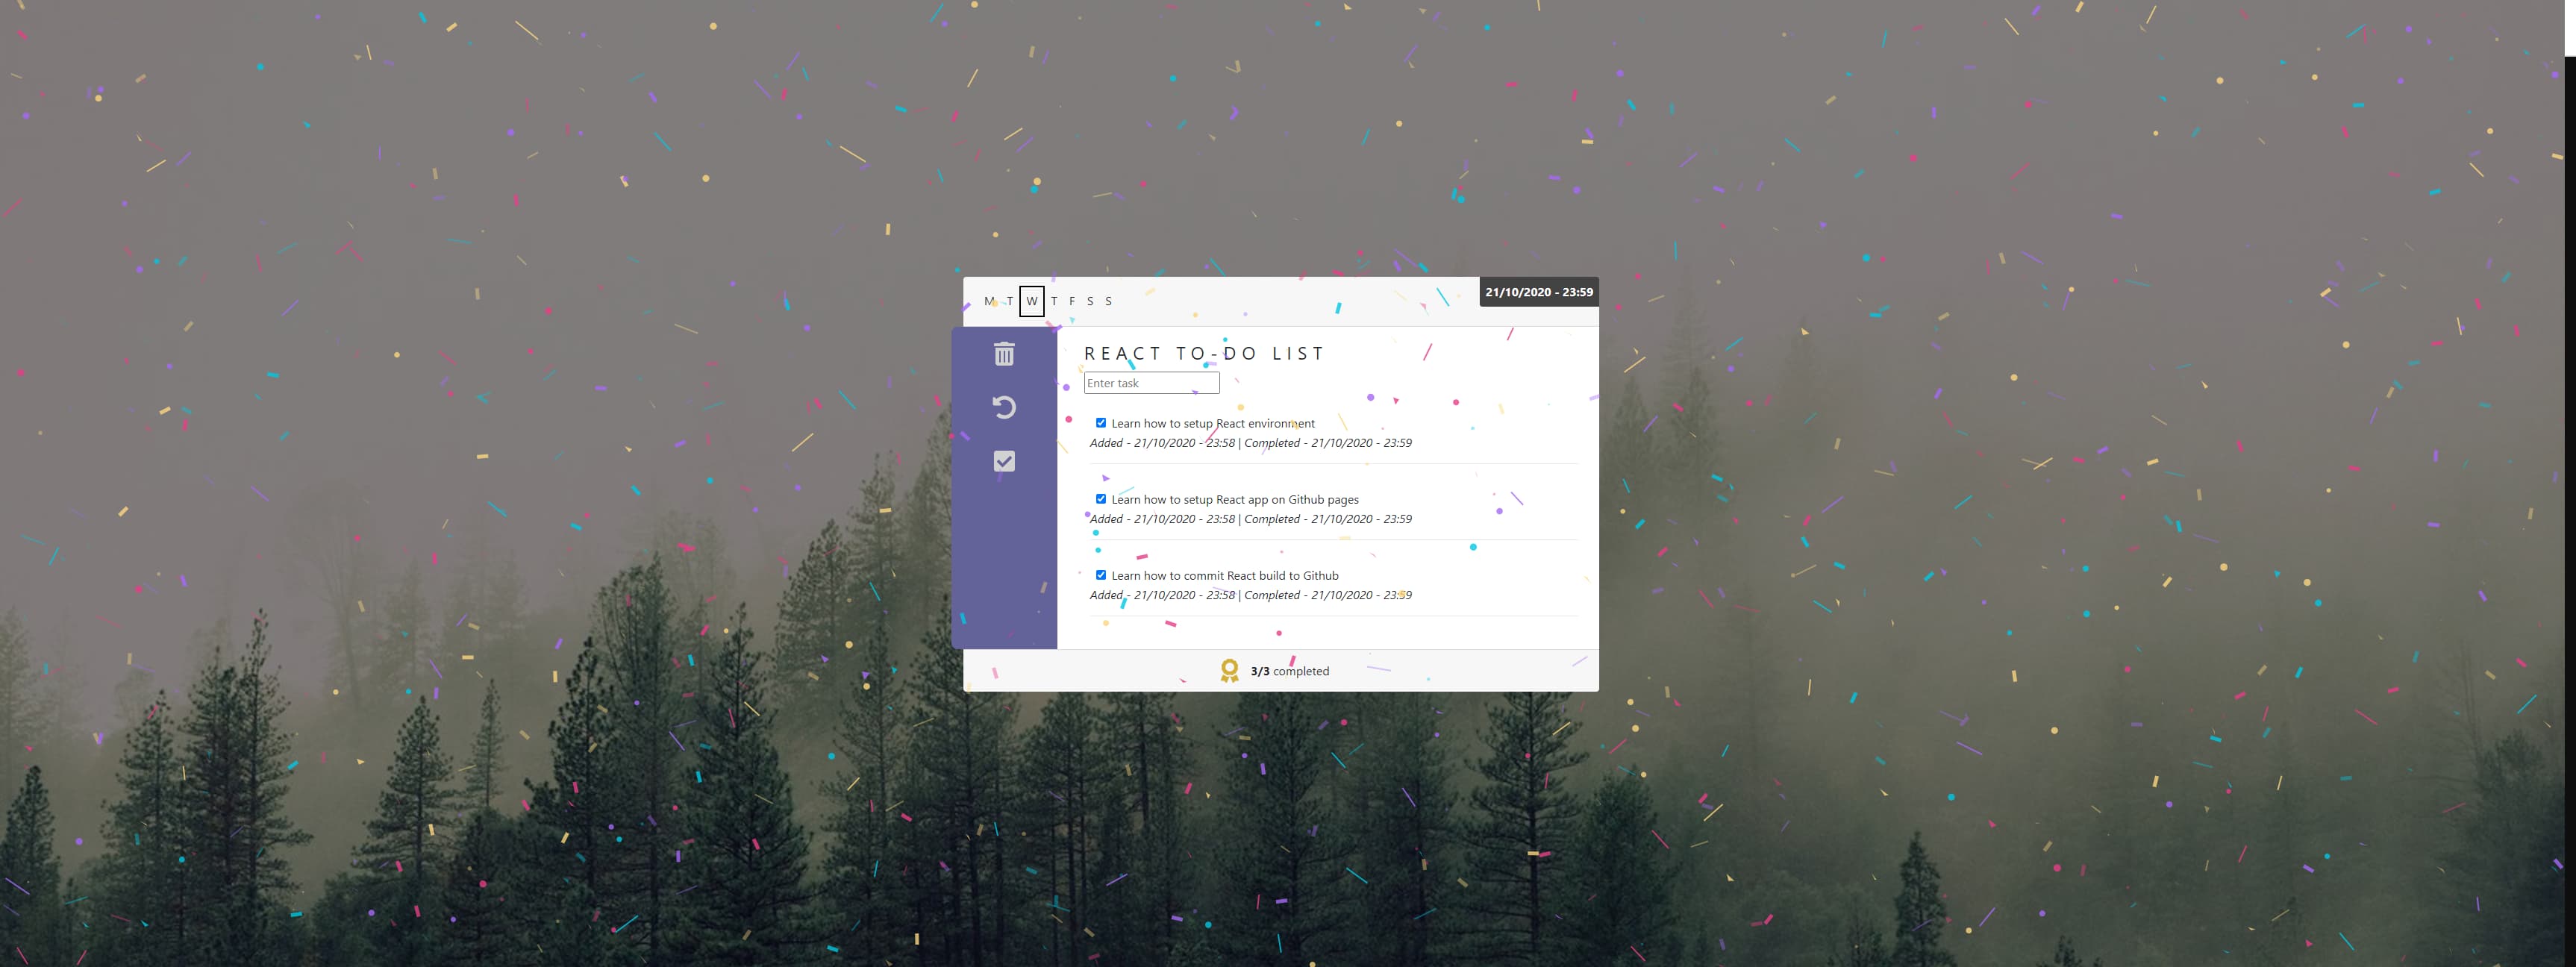 M T W T F S S
21/10/2020 - 23:59
REACT TO-DO LIST
Enter task
Learn how to setup React environment
Added - 21/10/2020 - 23:58 | Completed - 21/10/2020 - 23:59
Learn how to setup React app on Github pages
Added - 21/10/2020 - 23:58 | Completed - 21/10/2020 - 23:59
Learn how to commit React build to Github
Added - 21/10/2020 - 23:58 | Completed - 21/10/2020 - 23:59
3/3 completed